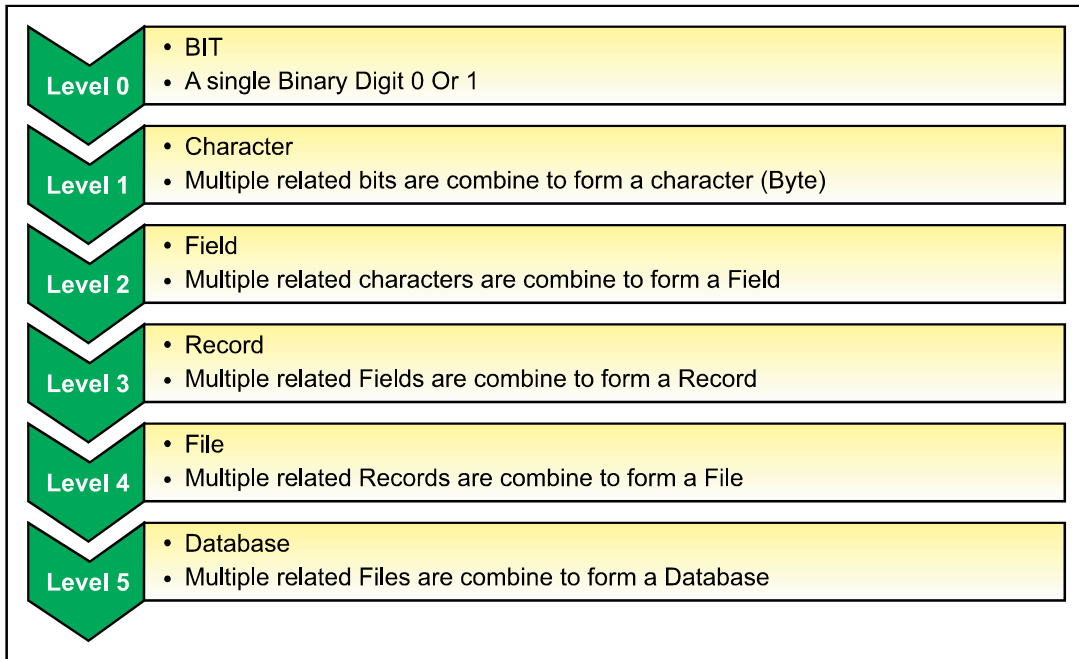 Level 0
• BIT
• A single Binary Digit 0 Or 1
Level 1
• Character
• Multiple related bits are combine to form a character (Byte)
Level 2
• Field
• Multiple related characters are combine to form a Field
Level 3
• Record
• Multiple related Fields are combine to form a Record
Level 4
• File
• Multiple related Records are combine to form a File
Level 5
• Database
• Multiple related Files are combine to form a Database